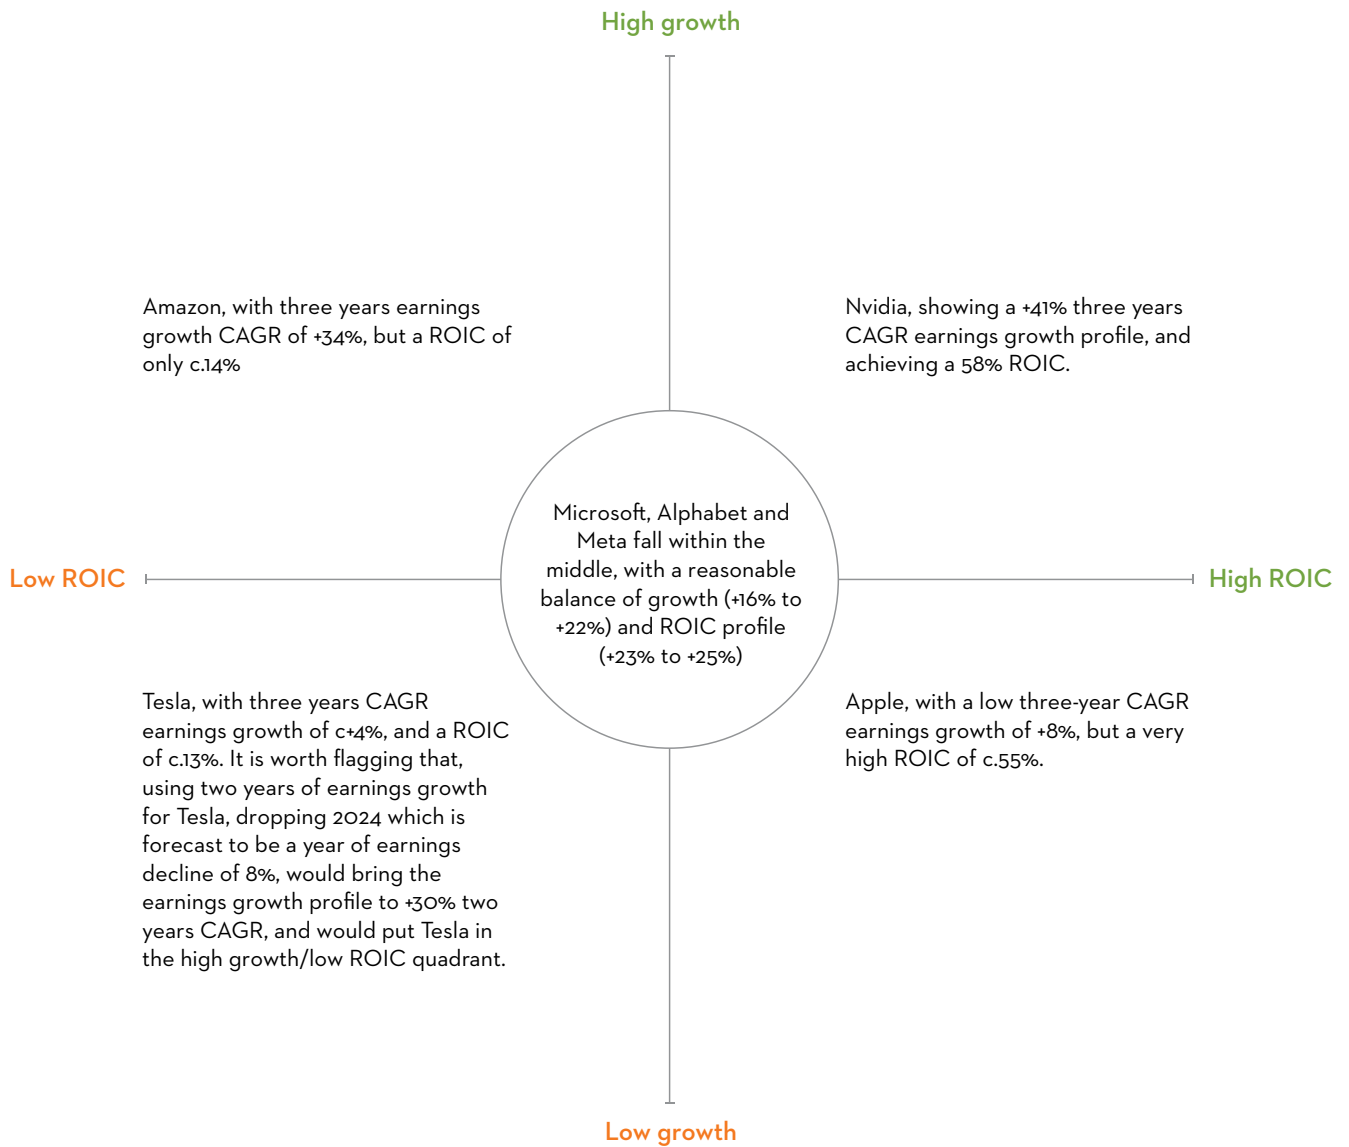 High growth
Amazon, with three years earnings
growth CAGR of +34%, but a ROIC of
only c.14%
Nvidia, showing a +41% three years
CAGR earnings growth profile, and
achieving a 58% ROIC.
Microsoft, Alphabet and
Meta fall within the
middle, with a reasonable
balance of growth (+16% to
+22%) and ROIC profile
(+23% to +25%)
Low ROIC
High ROIC
Tesla, with three years CAGR
earnings growth of c+4%, and a ROIC
of c.13%. It is worth flagging that,
using two years of earnings growth
for Tesla, dropping 2024 which is
forecast to be a year of earnings
decline of 8%, would bring the
earnings growth profile to +30% two
years CAGR, and would put Tesla in
the high growth/low ROIC quadrant.
Apple, with a low three-year CAGR
earnings growth of +8%, but a very
high ROIC of c.55%.
Low growth